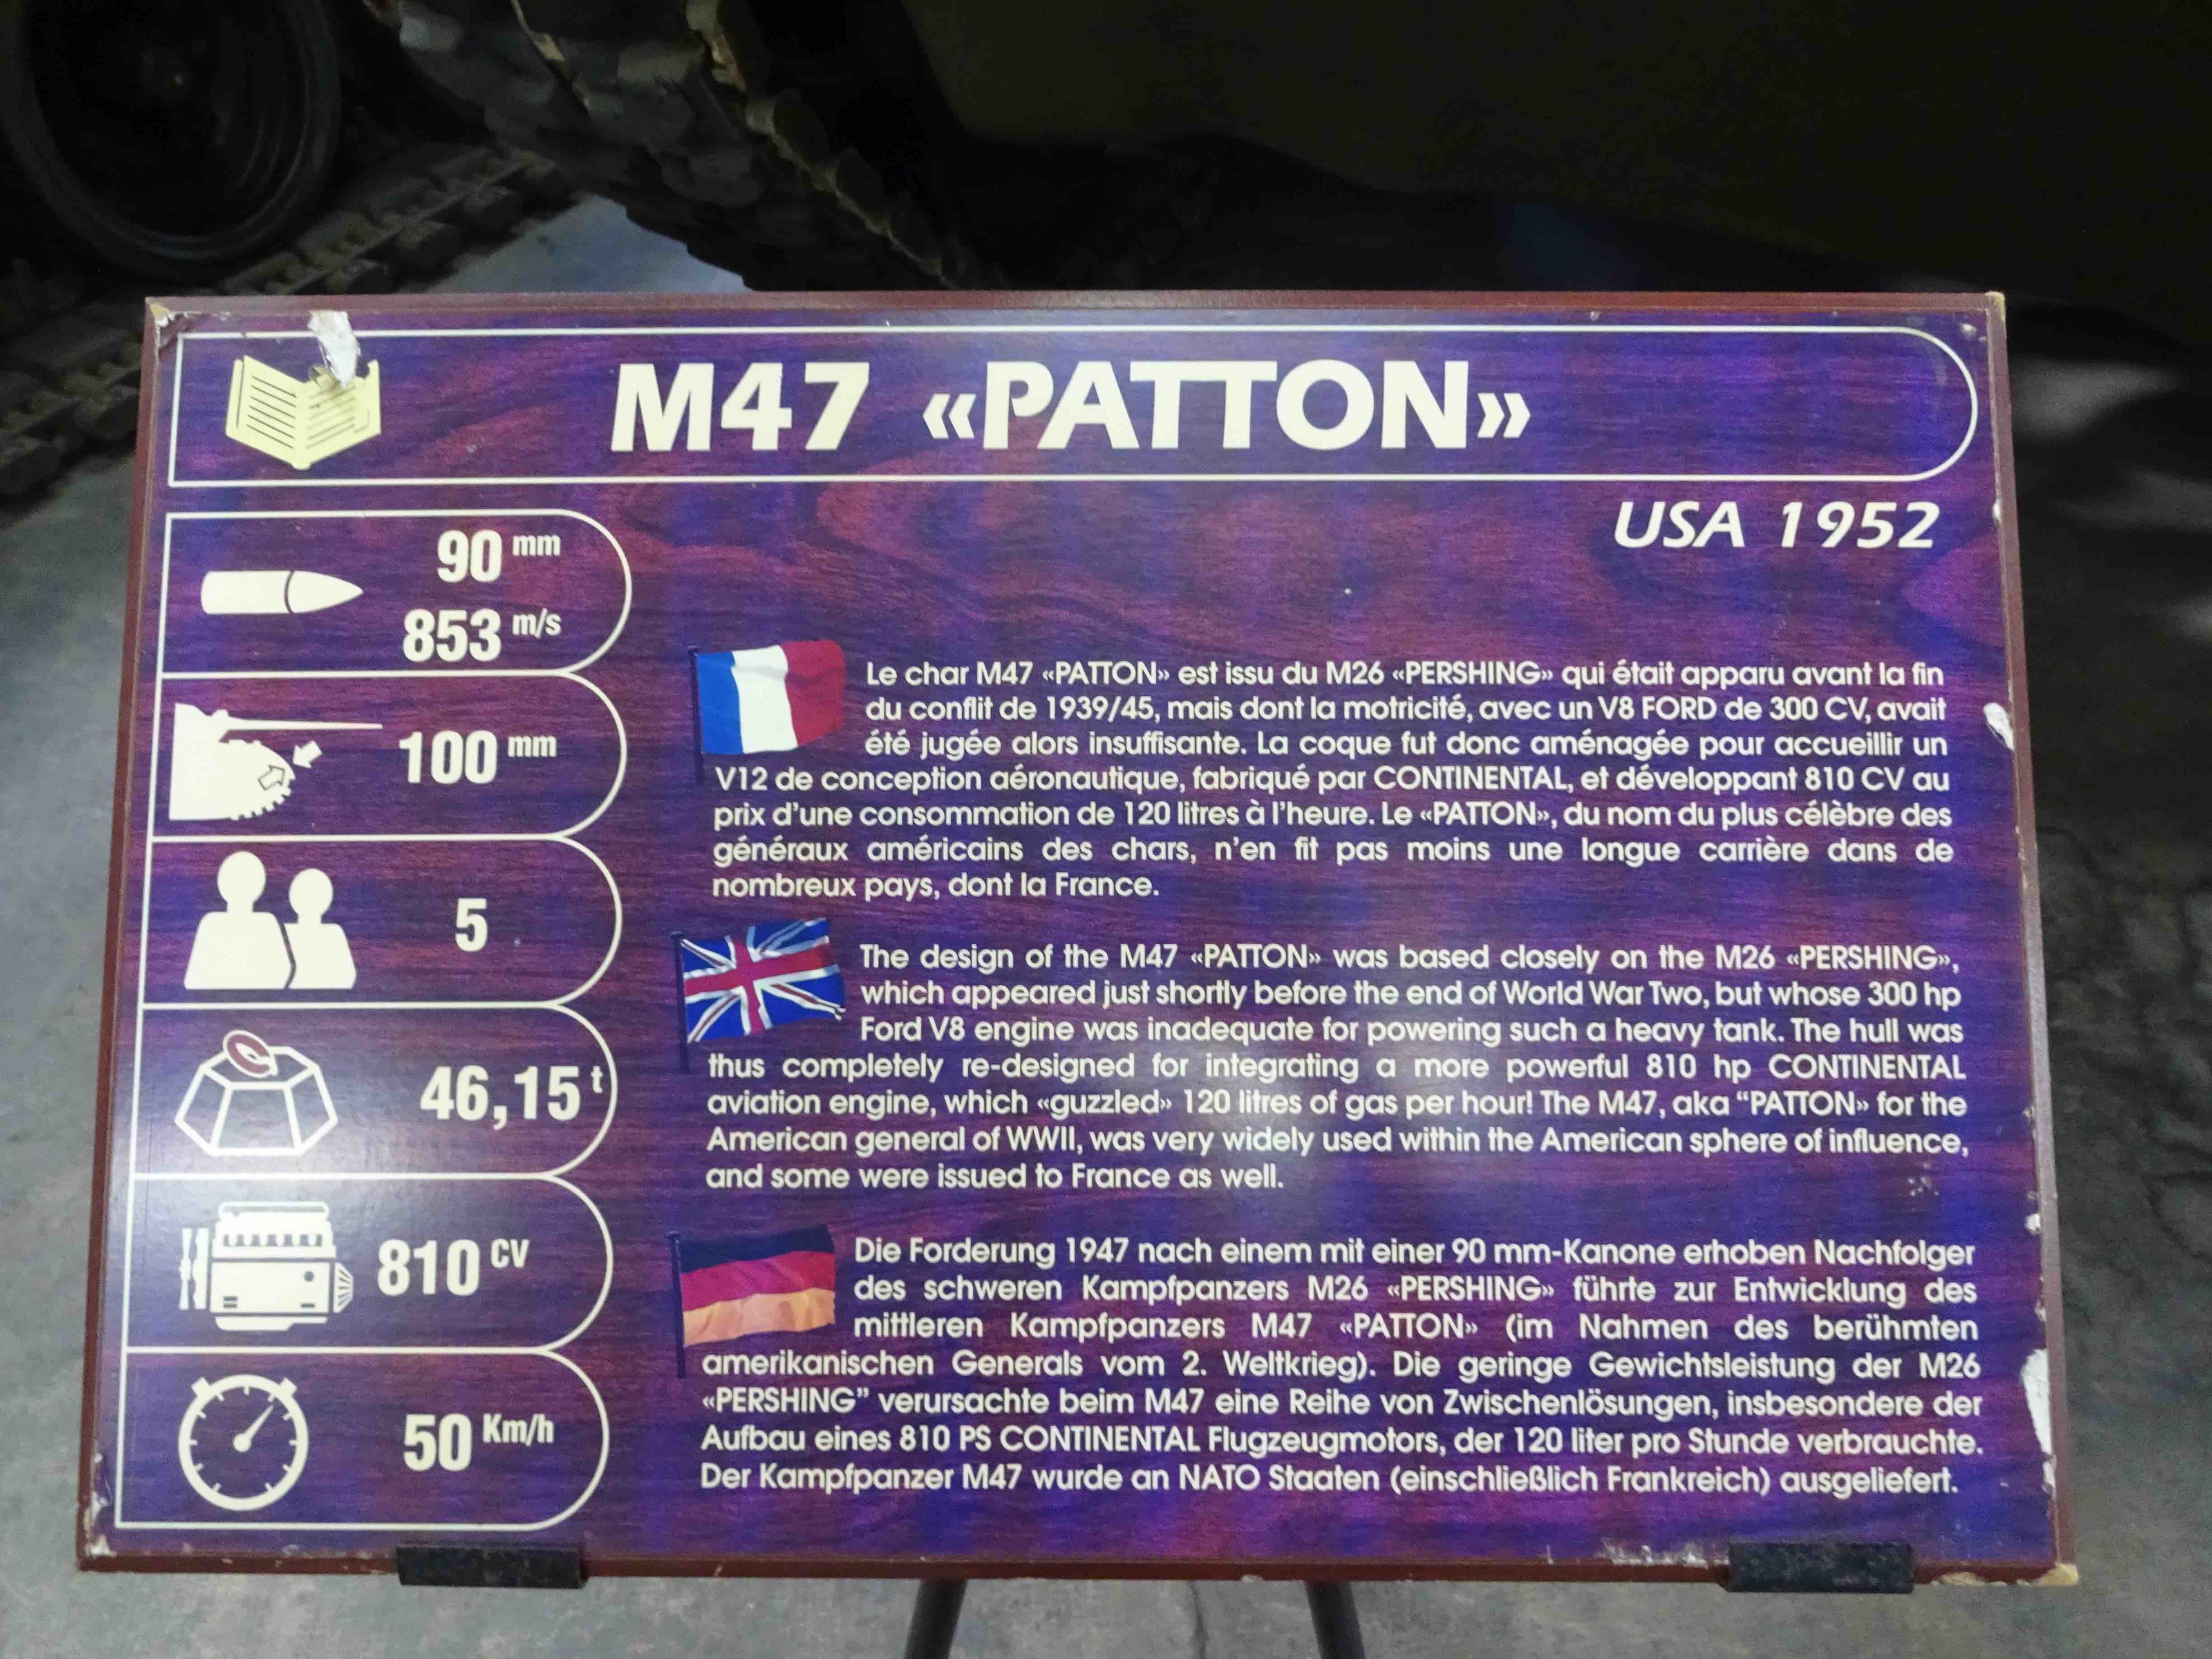 M47 «PATTON»
USA 1952
90 mm
853 m/s
100 mm
5
46,15 t
810 CV
50 Km/h
Le char M47 «PATTON» est issu du M26 «PERSHING» qui était apparu avant la fin
du conflit de 1939/45, mais dont la motricité, avec un V8 FORD de 300 CV, avait
été jugée alors insuffisante. La coque fut donc aménagée pour accueillir un
V12 de conception aéronautique, fabriqué par CONTINENTAL, et développant 810 CV au
prix d'une consommation de 120 litres à l'heure. Le «PATTON», du nom du plus célèbre des
généraux américains des chars, n'en fit pas moins une longue carrière dans de
nombreux pays, dont la France.
The design of the M47 «PATTON» was based closely on the M26 «PERSHING»,
which appeared just shortly before the end of World War Two, but whose 300 hp
Ford V8 engine was inadequate for powering such a heavy tank. The hull was
thus completely re-designed for integrating a more powerful 810 hp CONTINENTAL
aviation engine, which «guzzled» 120 litres of gas per hour! The M47, aka "PATTON» for the
American general of WWII, was very widely used within the American sphere of influence,
and some were issued to France as well.
Die Forderung 1947 nach einem mit einer 90 mm-Kanone erhoben Nachfolger
des schweren Kampfpanzers M26 «PERSHING» führte zur Entwicklung des
mittleren Kampfpanzers M47 «PATTON» (im Nahmen des berühmten
amerikanischen Generals vom 2. Weltkrieg). Die geringe Gewichtsleistung der M26
«PERSHING" verursachte beim M47 eine Reihe von Zwischenlösungen, insbesondere der
Aufbau eines 810 PS CONTINENTAL Flugzeugmotors, der 120 liter pro Stunde verbrauchte.
Der Kampfpanzer M47 wurde an NATO Staaten (einschließlich Frankreich) ausgeliefert.